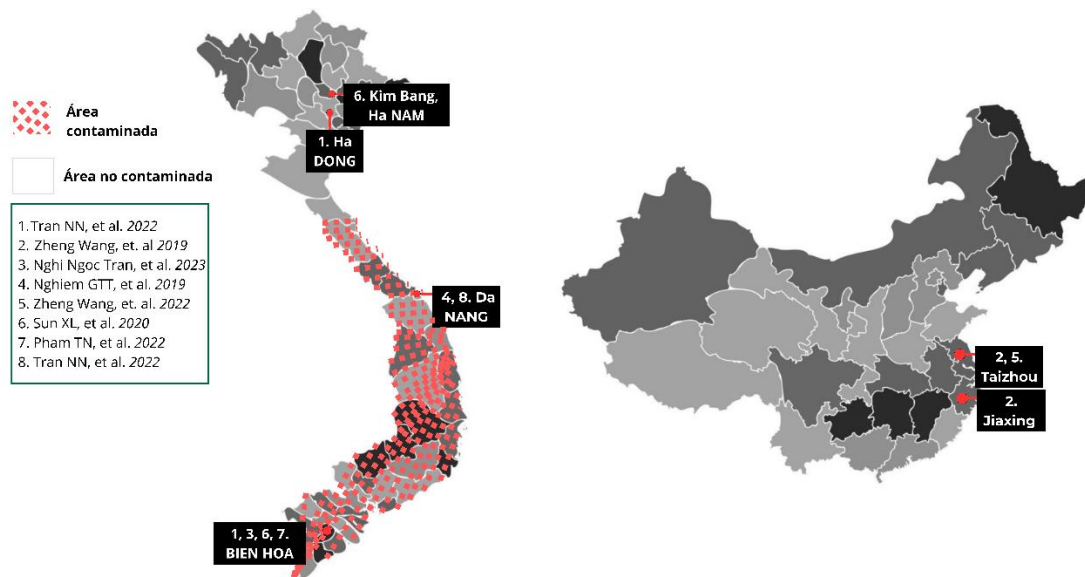 Área
contaminada
Área no contaminada
1. Tran NN, et al. 2022
2. Zheng Wang, et. al 2019
3. Nghi Ngoc Tran, et al. 2023
4. Nghiem GTT, et al. 2019
5. Zheng Wang, et. al. 2022
6. Sun XL, et al. 2020
7. Pham TN, et al. 2022
8. Tran NN, et al. 2022
6. Kim Bang,
Ha NAM
1. Ha
DONG
4, 8. Da
NANG
1, 3, 6, 7.
BIEN HOA
2, 5.
Taizhou
2.
Jiaxing